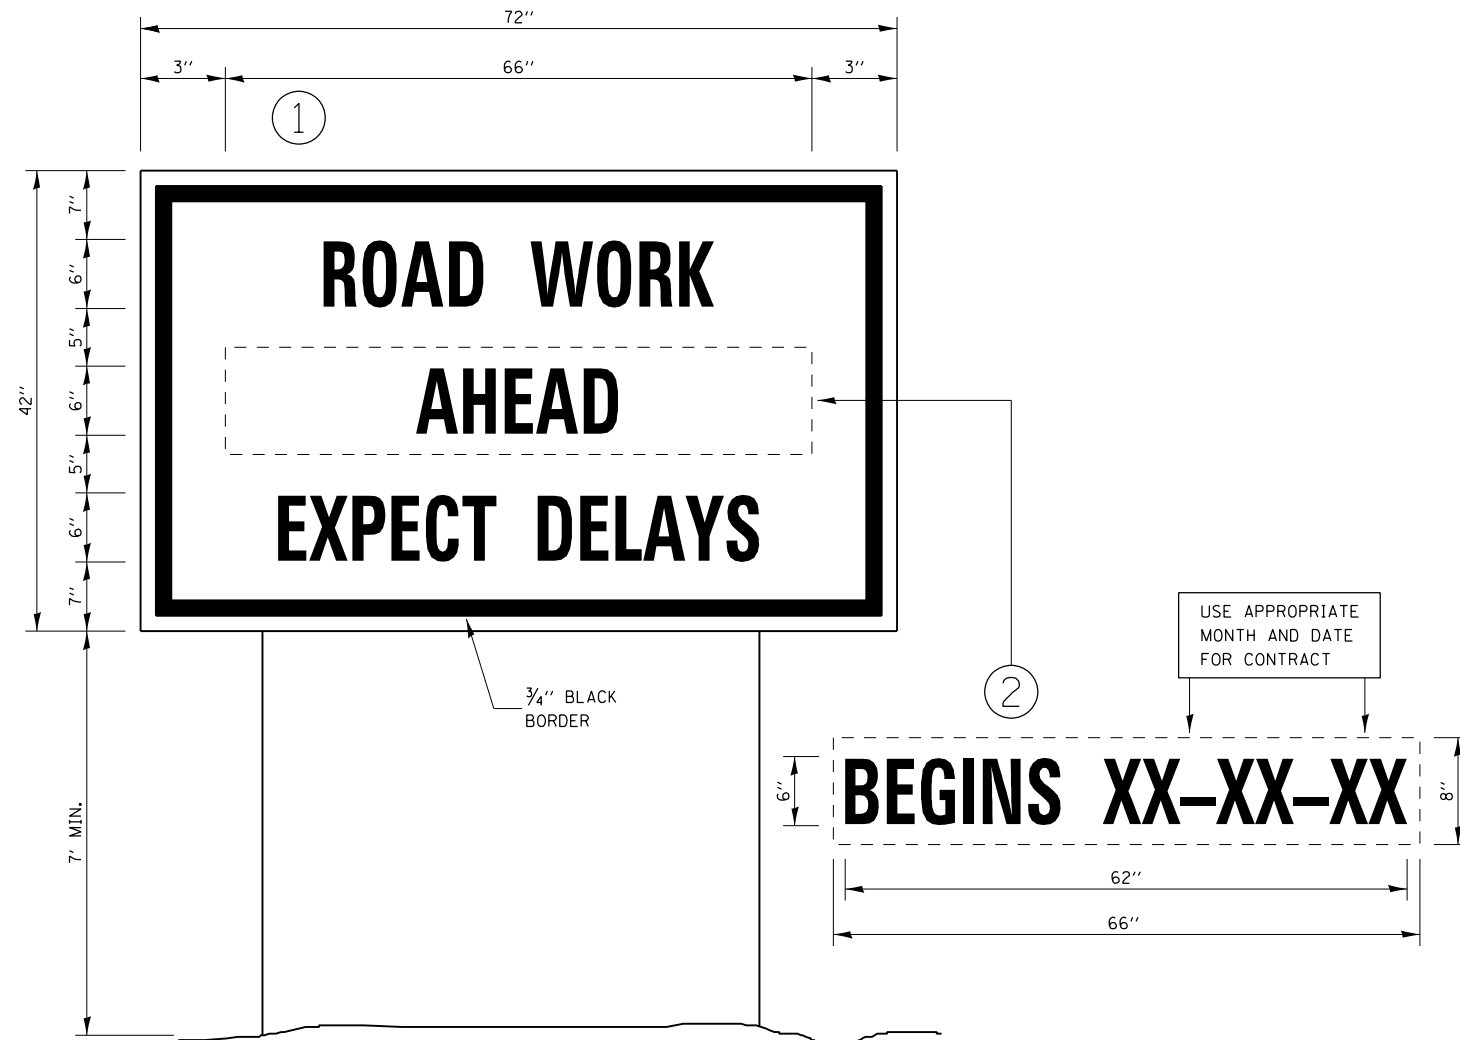 72''
3'' 66'' 3''
1
7''
ROAD WORK
6''
5''
42''
AHEAD
6''
5''
EXPECT DELAYS
6''
7''
USE APPROPRIATE
MONTH AND DATE
FOR CONTRACT
2
3/4'' BLACK
BORDER
7' MIN.
6''
BEGINS XX-XX-XX
8''
62''
66''